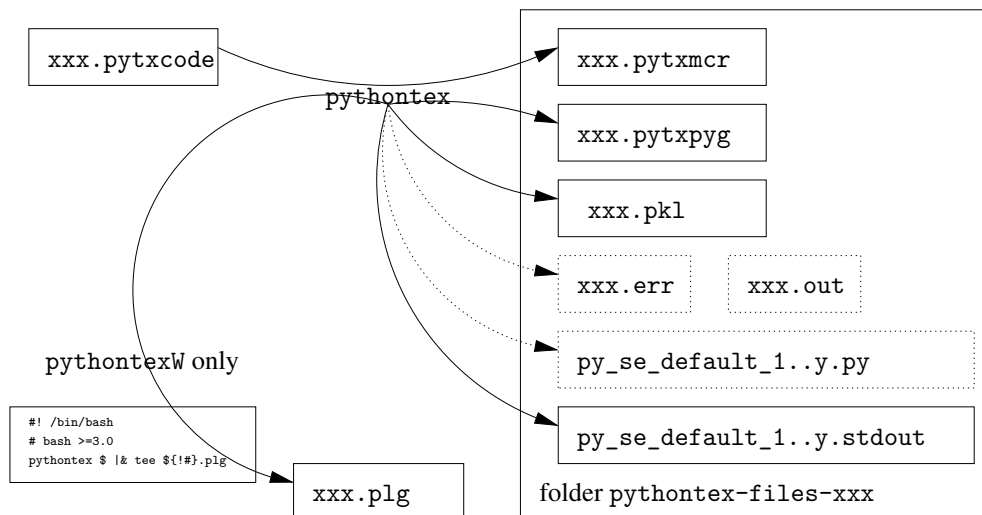 xxx.pytxcode
pythontex
xxx.pytxmcr
xxx.pytxpyg
xxx.pkl
xxx.err
xxx.out
py_se_default_1..y.py
py_se_default_1..y.stdout
folder pythontex-files-xxx
pythontexW only
#! /bin/bash
# bash >=3.0
pythontex $ |& tee ${!#}.plg
xxx.plg